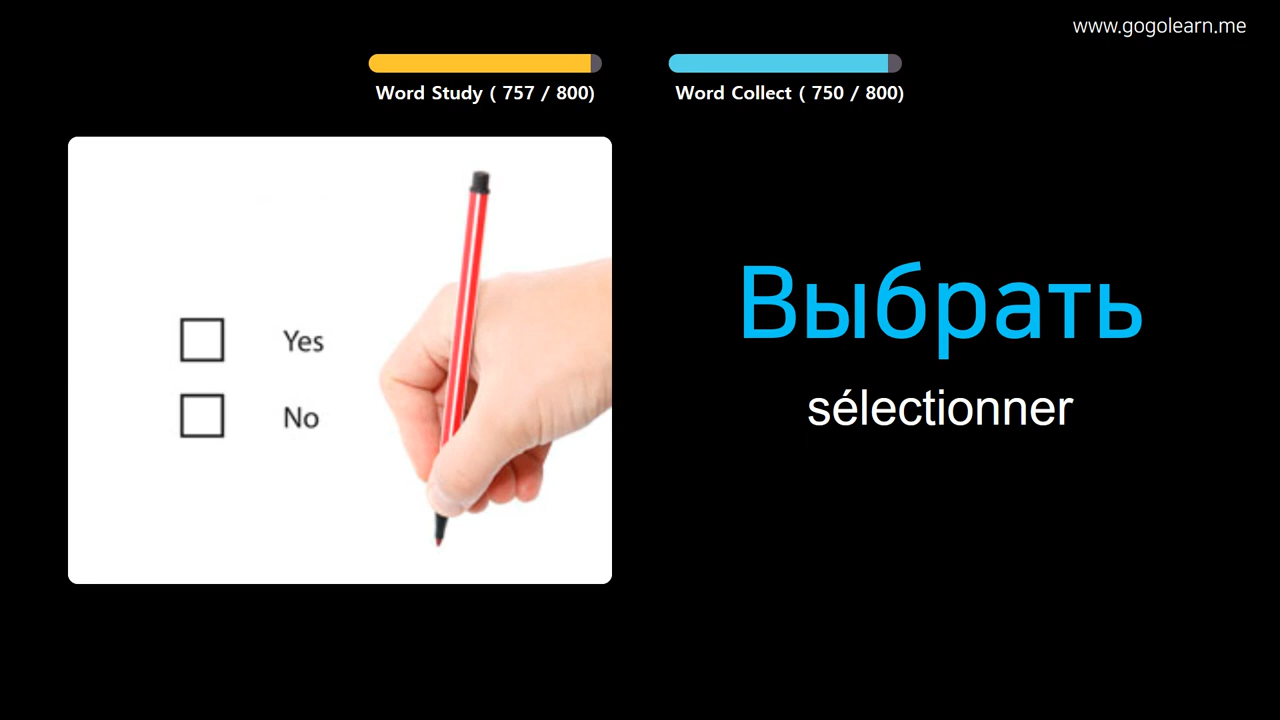 www.gogolearn.me
Word Study ( 757 / 800)
Word Collect ( 750 / 800)
Yes
No
Выбрать
sélectionner